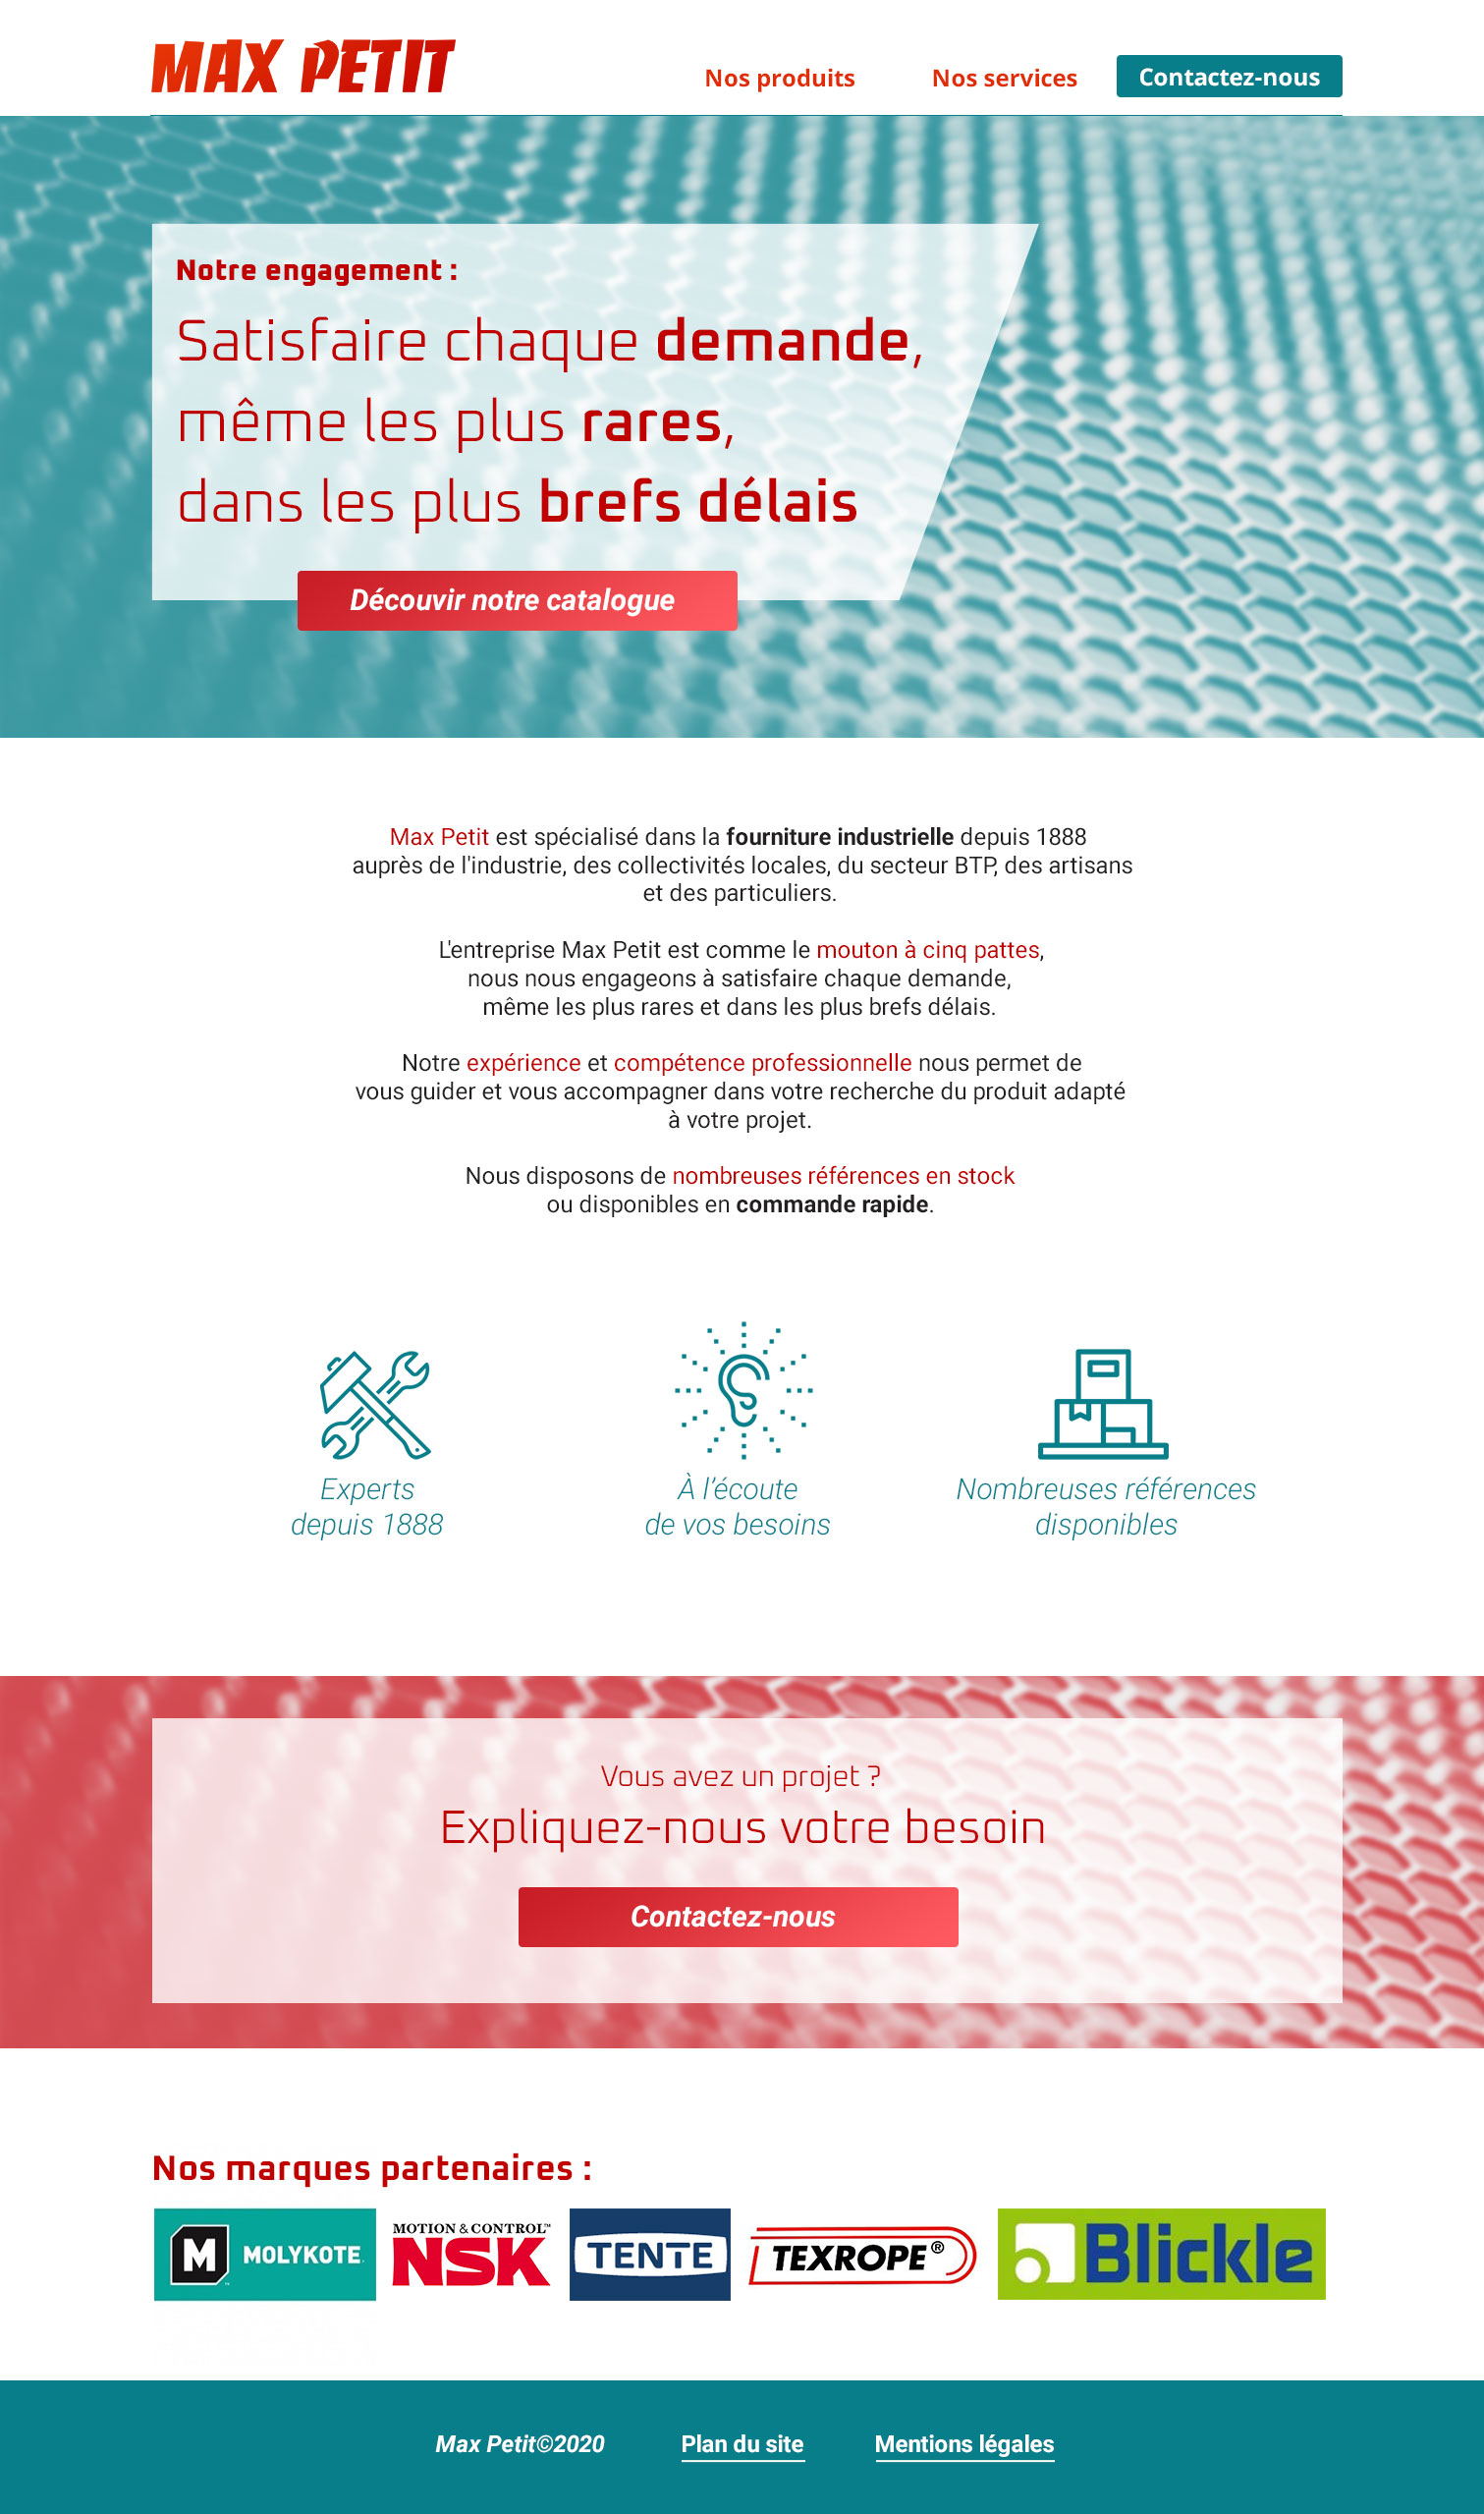 MAX PETIT
Nos produits
Nos services
Contactez-nous
Notre engagement :
Satisfaire chaque demande,
même les plus rares,
dans les plus brefs délais
Découvir notre catalogue
Max Petit est spécialisé dans la fourniture industrielle depuis 1888
auprès de l'industrie, des collectivités locales, du secteur BTP, des artisans
et des particuliers.
L'entreprise Max Petit est comme le mouton à cinq pattes,
nous nous engageons à satisfaire chaque demande,
même les plus rares et dans les plus brefs délais.
Notre expérience et compétence professionnelle nous permet de
vous guider et vous accompagner dans votre recherche du produit adapté
à votre projet.
Nous disposons de nombreuses références en stock
ou disponibles en commande rapide.
Experts
depuis 1888
À l’écoute
de vos besoins
Nombreuses références
disponibles
Vous avez un projet ?
Expliquez-nous votre besoin
Contactez-nous
Nos marques partenaires :
M MOLYKOTE
MOTION & CONTROL™
NSK
TENTE
TEXROPE®
Blickle
Max Petit©2020
Plan du site
Mentions légales